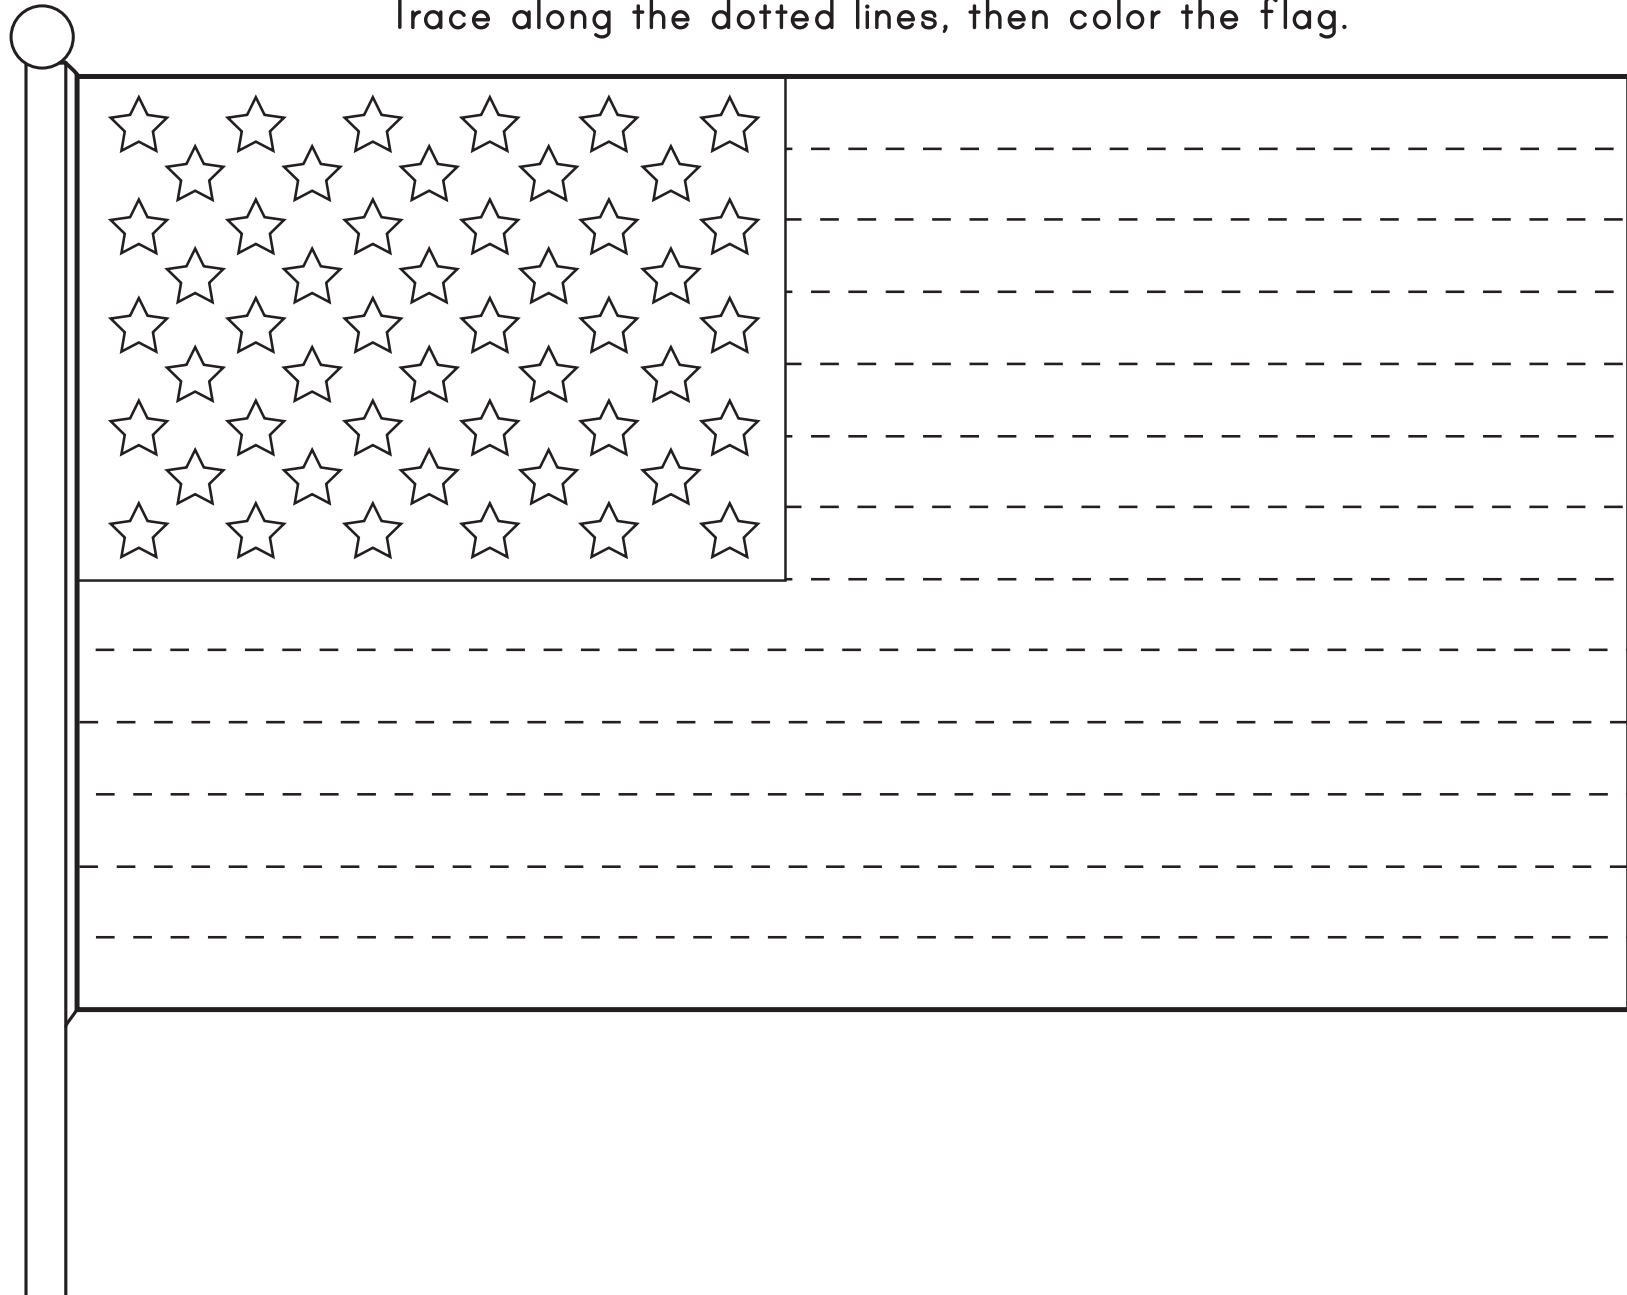 Trace along the dotted lines, then color the flag.